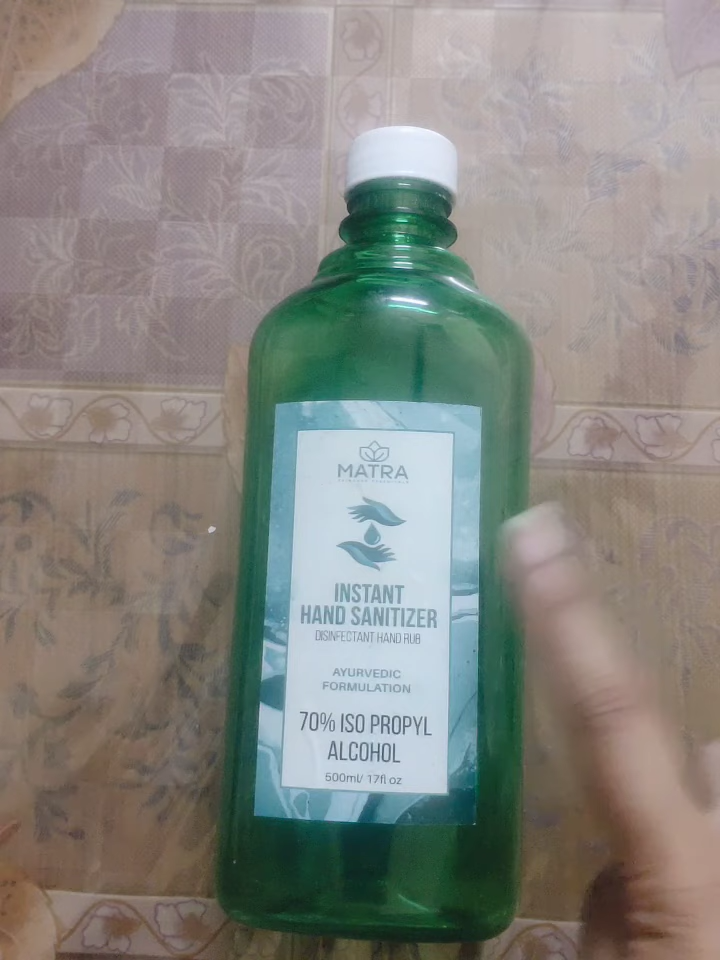 MATRA
INSTANT
HAND SANITIZER
DISINFECTANT HAND RUB
AYURVEDIC
FORMULATION
70% ISO PROPYL
ALCOHOL
500ml/ 17fl oz